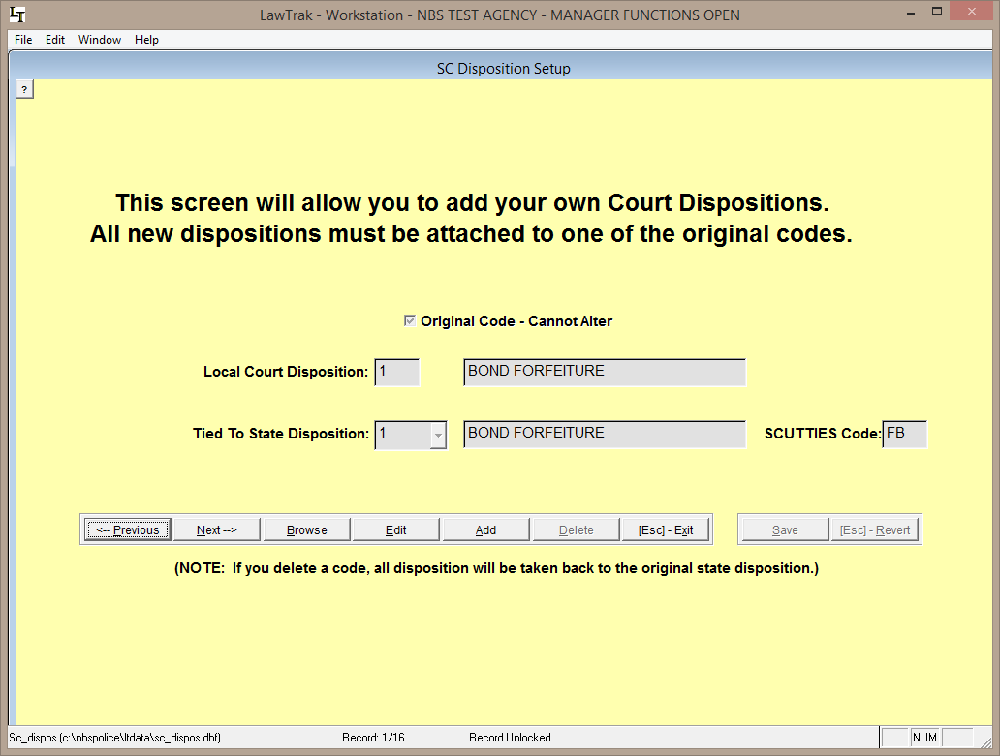 LT LawTrak - Workstation - NBS TEST AGENCY - MANAGER FUNCTIONS OPEN
File Edit Window Help
SC Disposition Setup
?
This screen will allow you to add your own Court Dispositions.
All new dispositions must be attached to one of the original codes.
Original Code - Cannot Alter
Local Court Disposition: 1 BOND FORFEITURE
Tied To State Disposition: 1 BOND FORFEITURE SCUTTIES Code: FB
<-- Previous Next --> Browse Edit Add Delete [Esc] - Exit Save [Esc] - Revert
(NOTE: If you delete a code, all disposition will be taken back to the original state disposition.)
Sc_dispos (c:\nbspolice\ltdata\sc_dispos.dbf) Record: 1/16 Record Unlocked NUM